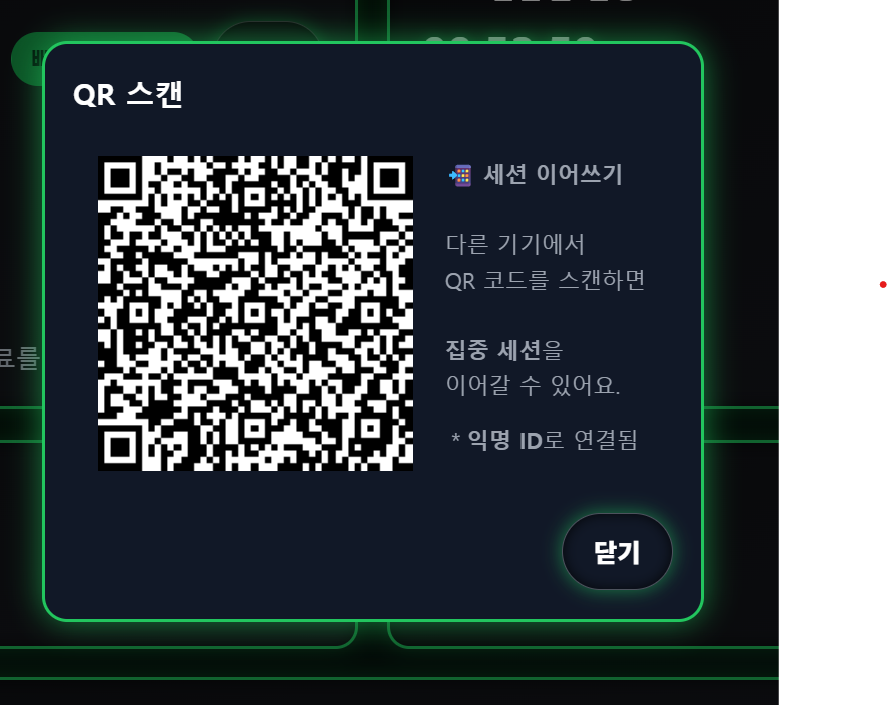 QR 스캔
세션 이어쓰기
다른 기기에서
QR 코드를 스캔하면
집중 세션을
이어갈 수 있어요.
* 익명 ID로 연결됨
료를
닫기